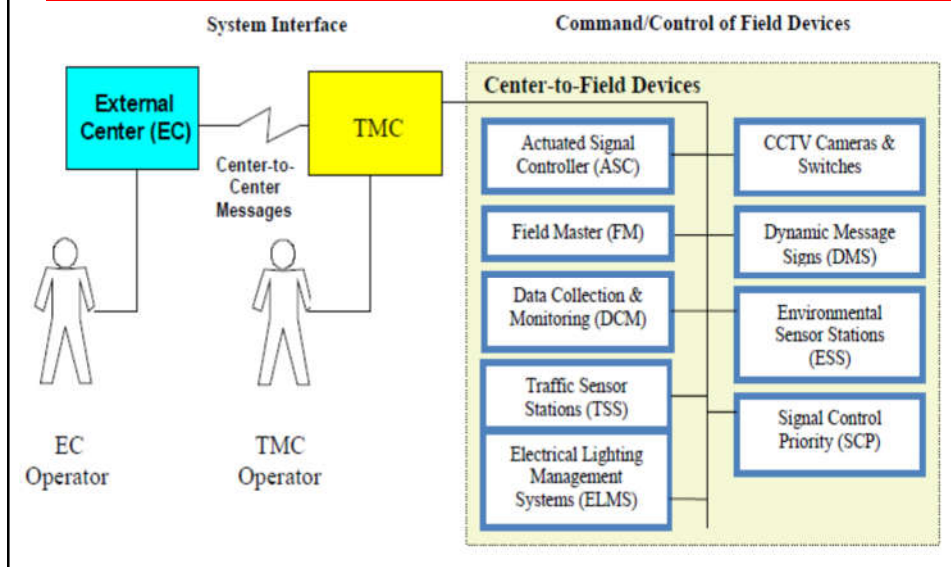 System Interface
Command/Control of Field Devices
External
Center (EC)
TMC
Center-to-
Center
Messages
EC
Operator
TMC
Operator
Center-to-Field Devices
Actuated Signal
Controller (ASC)
CCTV Cameras &
Switches
Field Master (FM)
Dynamic Message
Signs (DMS)
Data Collection &
Monitoring (DCM)
Environmental
Sensor Stations
(ESS)
Traffic Sensor
Stations (TSS)
Signal Control
Priority (SCP)
Electrical Lighting
Management
Systems (ELMS)